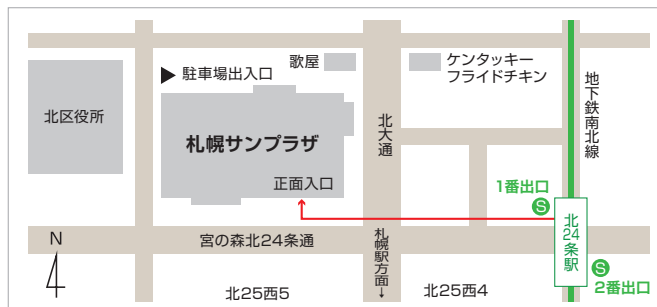 歌屋
ケンタッキー
フライドチキン
駐車場出入口
北区役所
札幌サンプラザ
正面入口
北大通
地下鉄南北線
1番出口
S
北24条駅
S
2番出口
N
宮の森北24条通
札幌駅方面↓
北25西5
北25西4